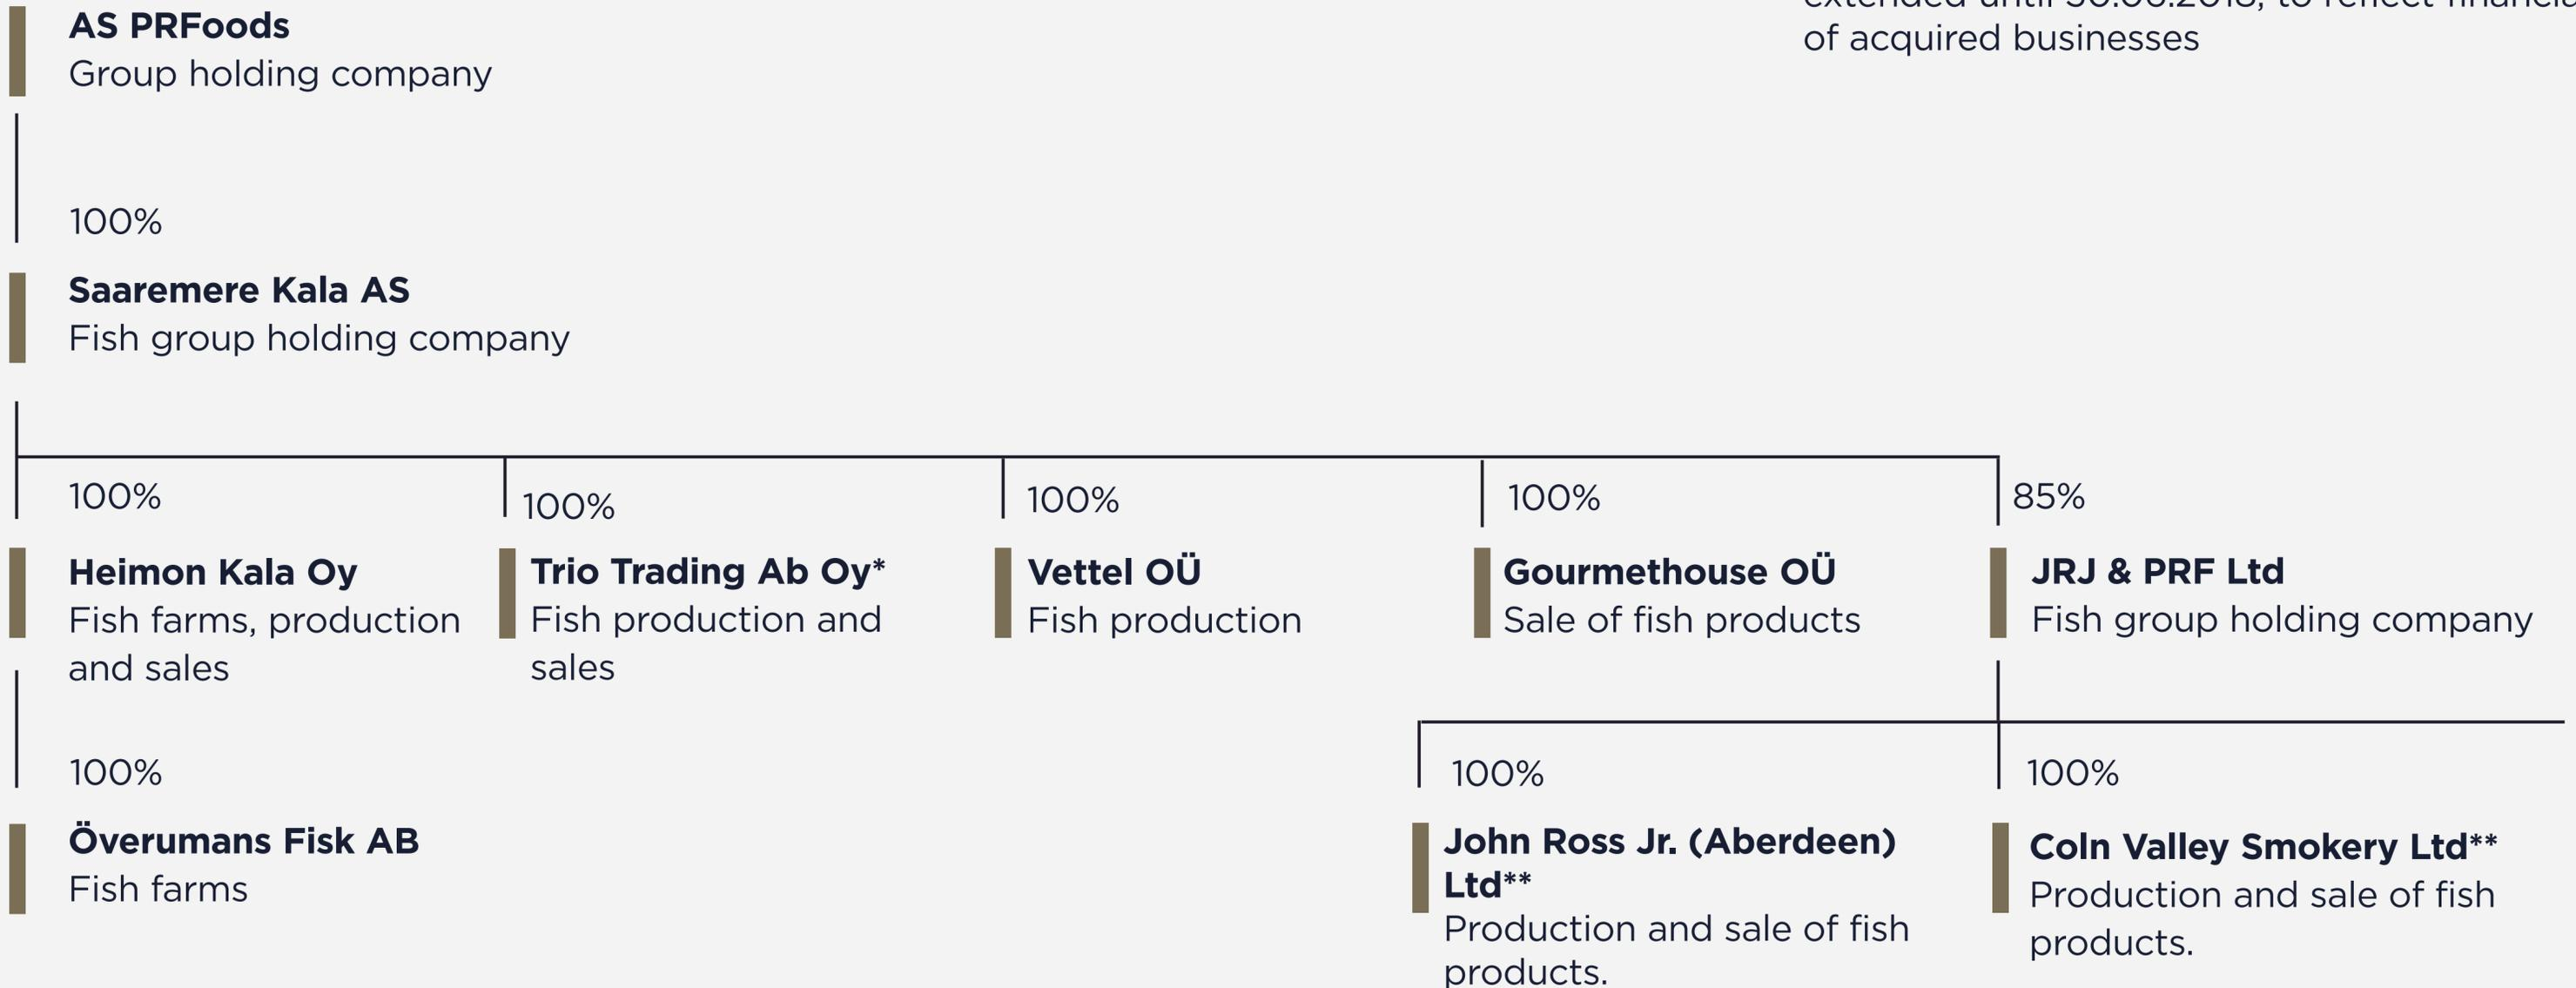 AS PRFoods
Group holding company
of acquired businesses
100%
Saaremere Kala AS
Fish group holding company
100%
100%
100%
100%
85%
Heimon Kala Oy
Fish farms, production
and sales
Trio Trading Ab Oy*
Fish production and
sales
Vettel OÜ
Fish production
Gourmethouse OÜ
Sale of fish products
JRJ & PRF Ltd
Fish group holding company
100%
Överumans Fisk AB
Fish farms
100%
John Ross Jr. (Aberdeen)
Ltd**
Production and sale of fish
products.
100%
Coln Valley Smokery Ltd**
Production and sale of fish
products.